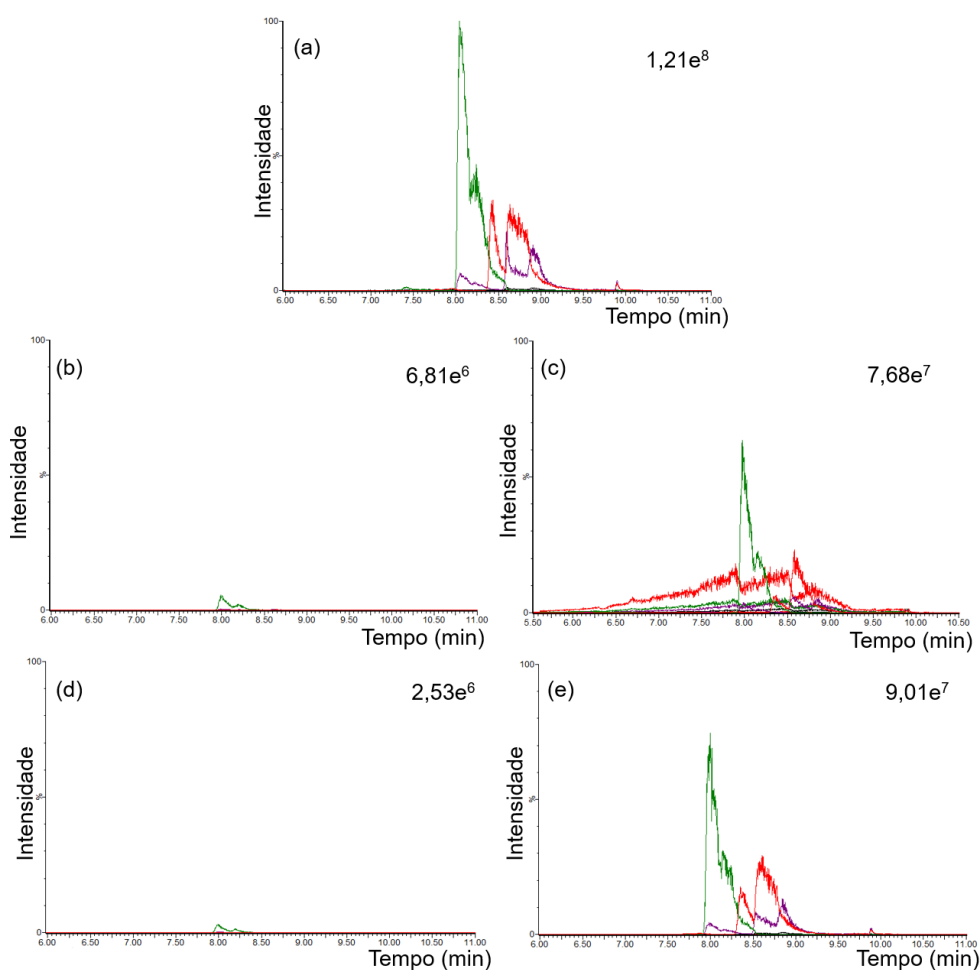 (a)
1,21e⁸
100
%
0
Intensidade
6.00 6.50 7.00 7.50 8.00 8.50 9.00 9.50 10.00 10.50 11.00
Tempo (min)
(b)
6,81e⁶
100
%
0
Intensidade
6.00 6.50 7.00 7.50 8.00 8.50 9.00 9.50 10.00 10.50 11.00
Tempo (min)
(c)
7,68e⁷
100
%
0
Intensidade
5.50 6.00 6.50 7.00 7.50 8.00 8.50 9.00 9.50 10.00 10.50
Tempo (min)
(d)
2,53e⁶
100
%
0
Intensidade
6.00 6.50 7.00 7.50 8.00 8.50 9.00 9.50 10.00 10.50 11.00
Tempo (min)
(e)
9,01e⁷
100
%
0
Intensidade
6.00 6.50 7.00 7.50 8.00 8.50 9.00 9.50 10.00 10.50 11.00
Tempo (min)